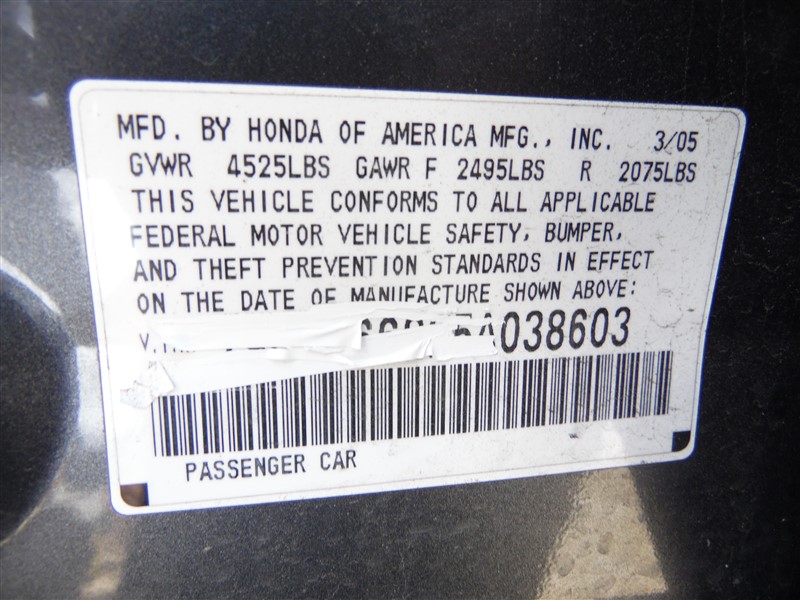 MFD. BY HONDA OF AMERICA MFG., INC. 3/05
GVWR 4525LBS GAWR F 2495LBS R 2075LBS
THIS VEHICLE CONFORMS TO ALL APPLICABLE
FEDERAL MOTOR VEHICLE SAFETY, BUMPER,
AND THEFT PREVENTION STANDARDS IN EFFECT
ON THE DATE OF MANUFACTURE SHOWN ABOVE:
5A038603
PASSENGER CAR